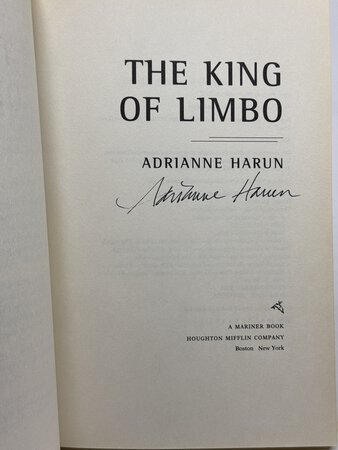 THE KING
OF LIMBO
ADRIANNE HARUN
Adrianne Harun
A MARINER BOOK
HOUGHTON MIFFLIN COMPANY
Boston New York